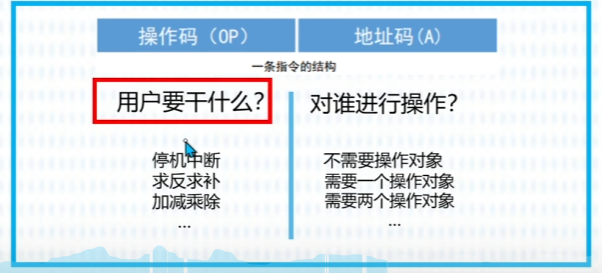 操作码（OP） 地址码(A)
一条指令的结构
用户要干什么? 对谁进行操作?
停机中断 不需要操作对象
求反求补 需要一个操作对象
加减乘除 需要两个操作对象
... ...